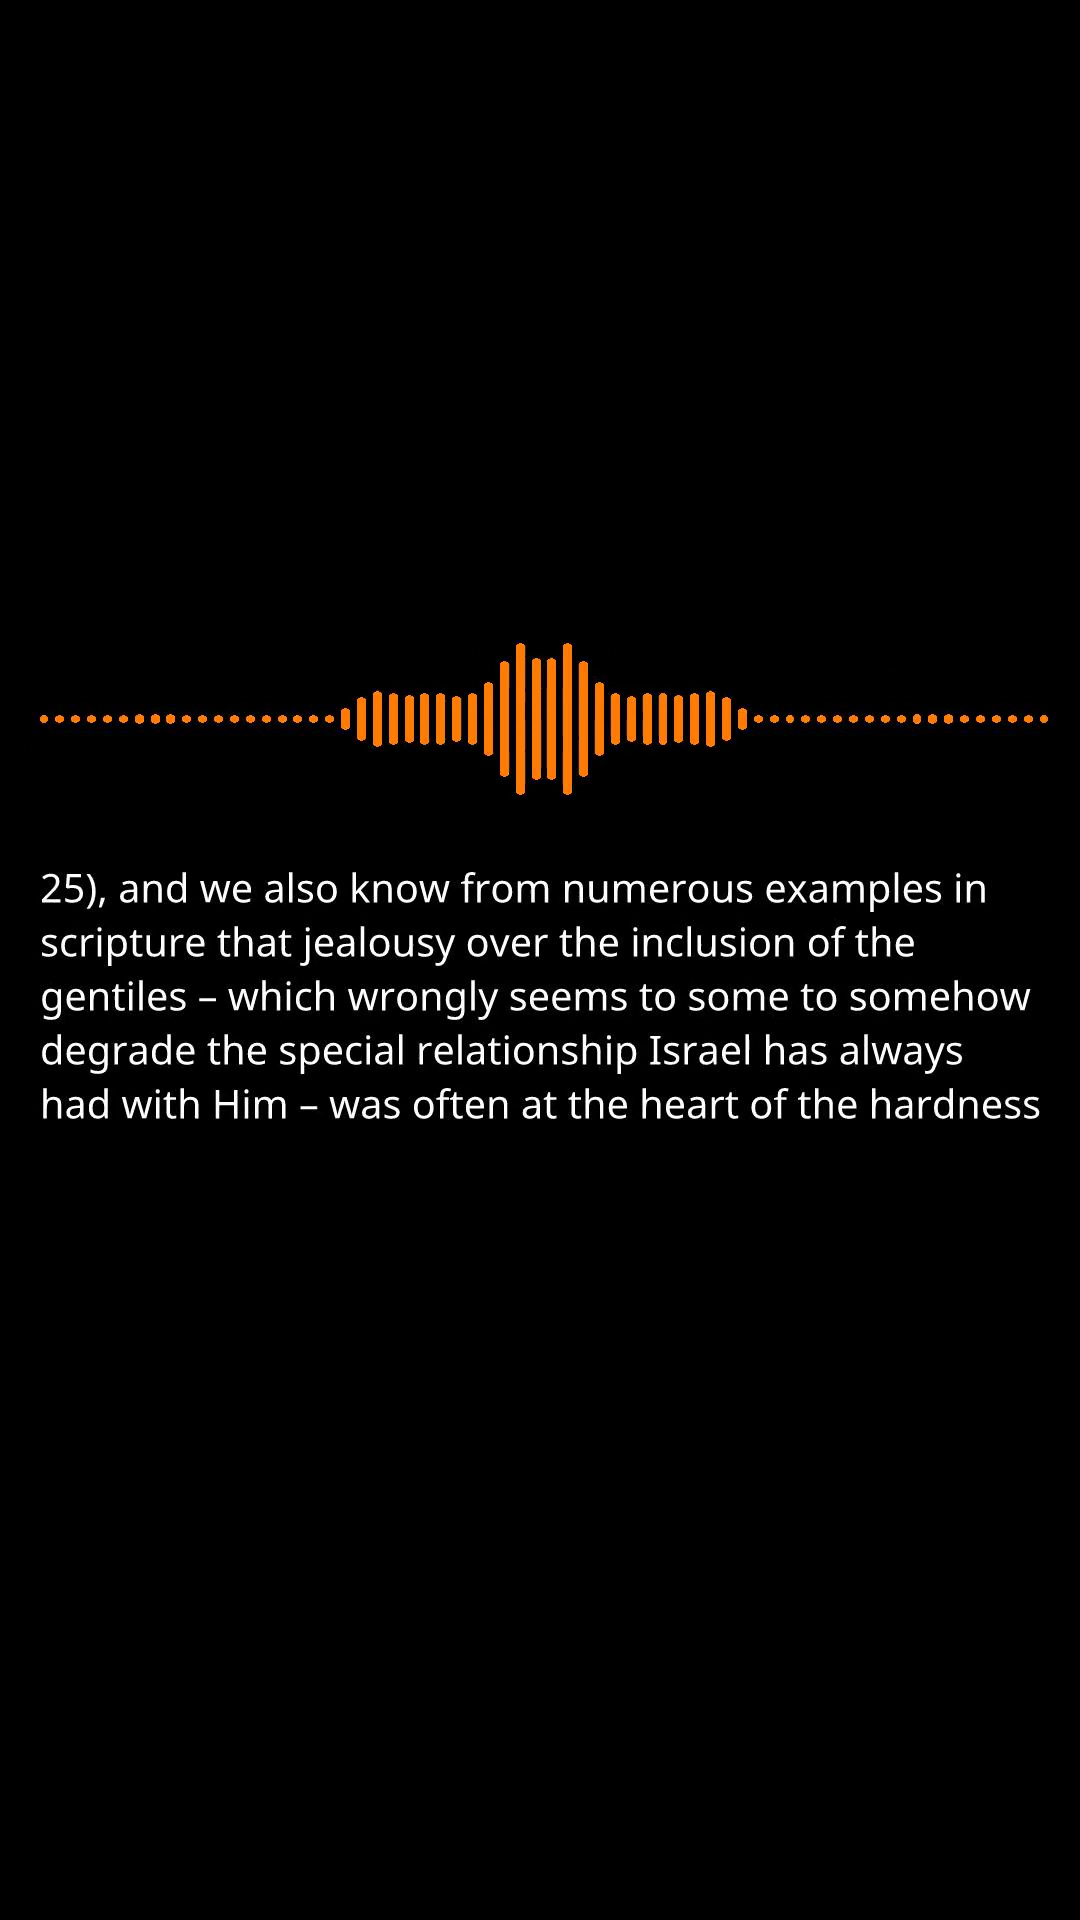 25), and we also know from numerous examples in
scripture that jealousy over the inclusion of the
gentiles – which wrongly seems to some to somehow
degrade the special relationship Israel has always
had with Him – was often at the heart of the hardness